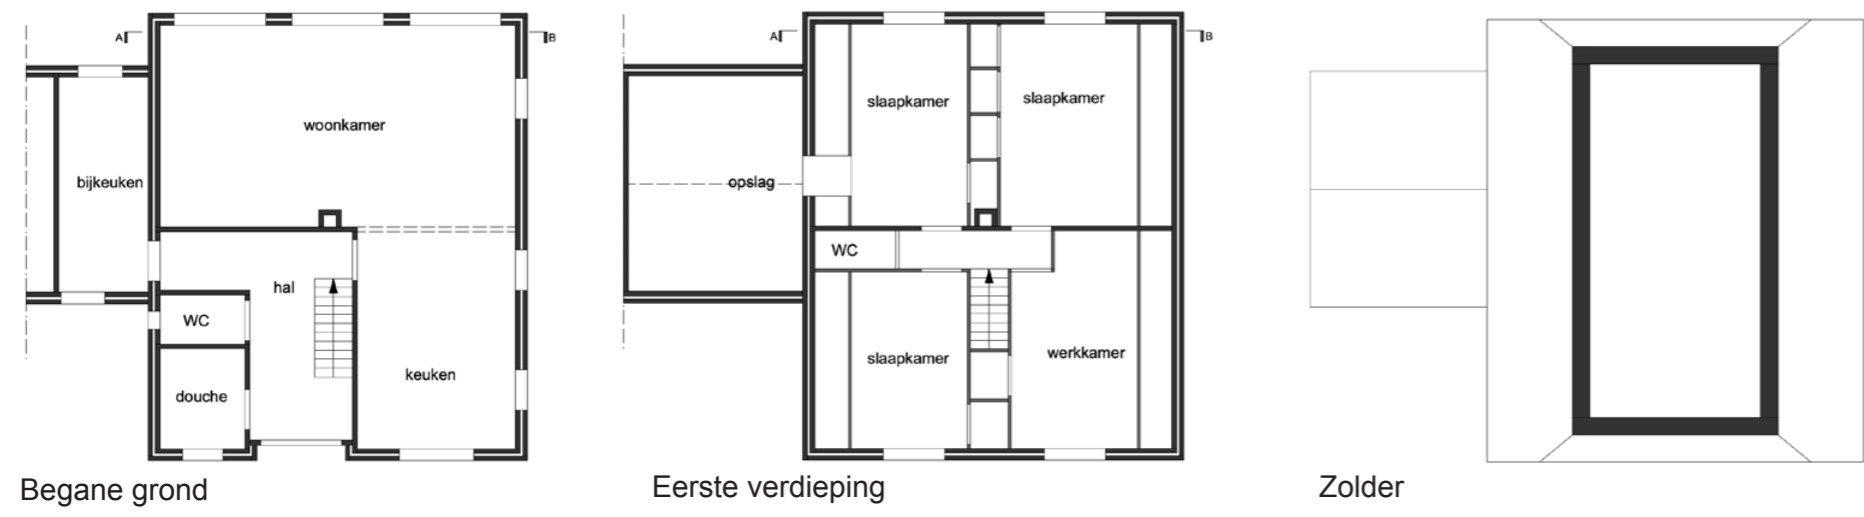 A B
woonkamer
bijkeuken
hal
WC
keuken
douche
Begane grond
A B
slaapkamer slaapkamer
opslag
WC
slaapkamer werkkamer
Eerste verdieping
Zolder